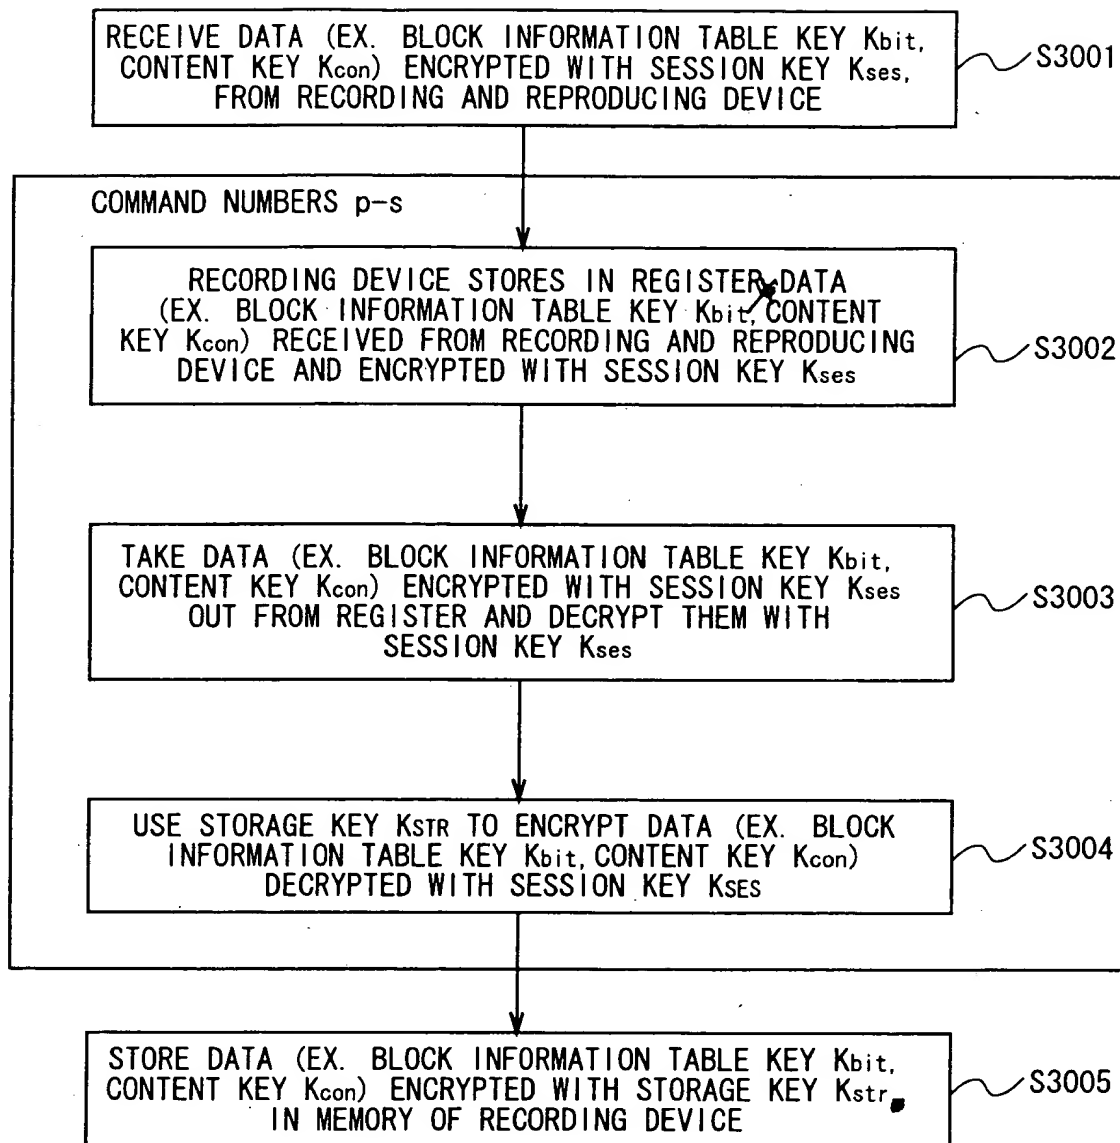 RECEIVE DATA (EX. BLOCK INFORMATION TABLE KEY Kbit,
CONTENT KEY Kcon) ENCRYPTED WITH SESSION KEY Kses,
FROM RECORDING AND REPRODUCING DEVICE
S3001
COMMAND NUMBERS p-s
RECORDING DEVICE STORES IN REGISTER DATA
(EX. BLOCK INFORMATION TABLE KEY Kbit, CONTENT
KEY Kcon) RECEIVED FROM RECORDING AND REPRODUCING
DEVICE AND ENCRYPTED WITH SESSION KEY Kses
S3002
TAKE DATA (EX. BLOCK INFORMATION TABLE KEY Kbit,
CONTENT KEY Kcon) ENCRYPTED WITH SESSION KEY Kses
OUT FROM REGISTER AND DECRYPT THEM WITH
SESSION KEY Kses
S3003
USE STORAGE KEY KSTR TO ENCRYPT DATA (EX. BLOCK
INFORMATION TABLE KEY Kbit, CONTENT KEY Kcon)
DECRYPTED WITH SESSION KEY KSES
S3004
STORE DATA (EX. BLOCK INFORMATION TABLE KEY Kbit,
CONTENT KEY Kcon) ENCRYPTED WITH STORAGE KEY Kstr,
IN MEMORY OF RECORDING DEVICE
S3005